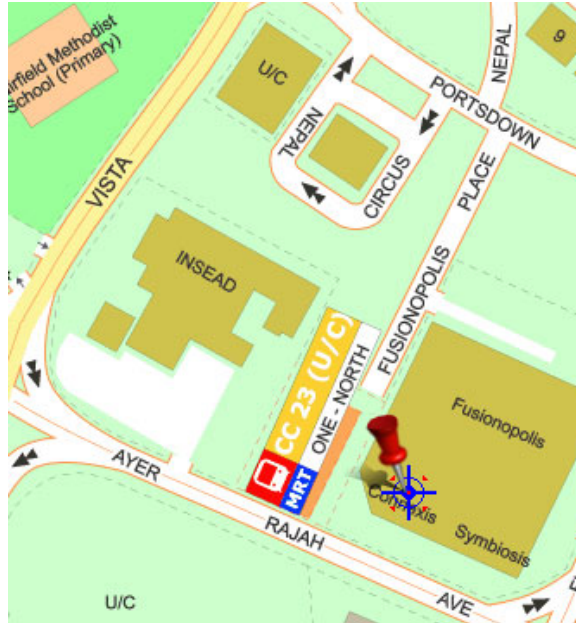 irfield Methodist
School (Primary)
U/C
9
NEPAL
PORTSDOWN
NEPAL
CIRCUS
PLACE
VISTA
INSEAD
FUSIONOPOLIS
CC 23 (U/C)
ONE - NORTH
MRT
Fusionopolis
Connexis
Symbiosis
AYER
RAJAH
AVE
U/C